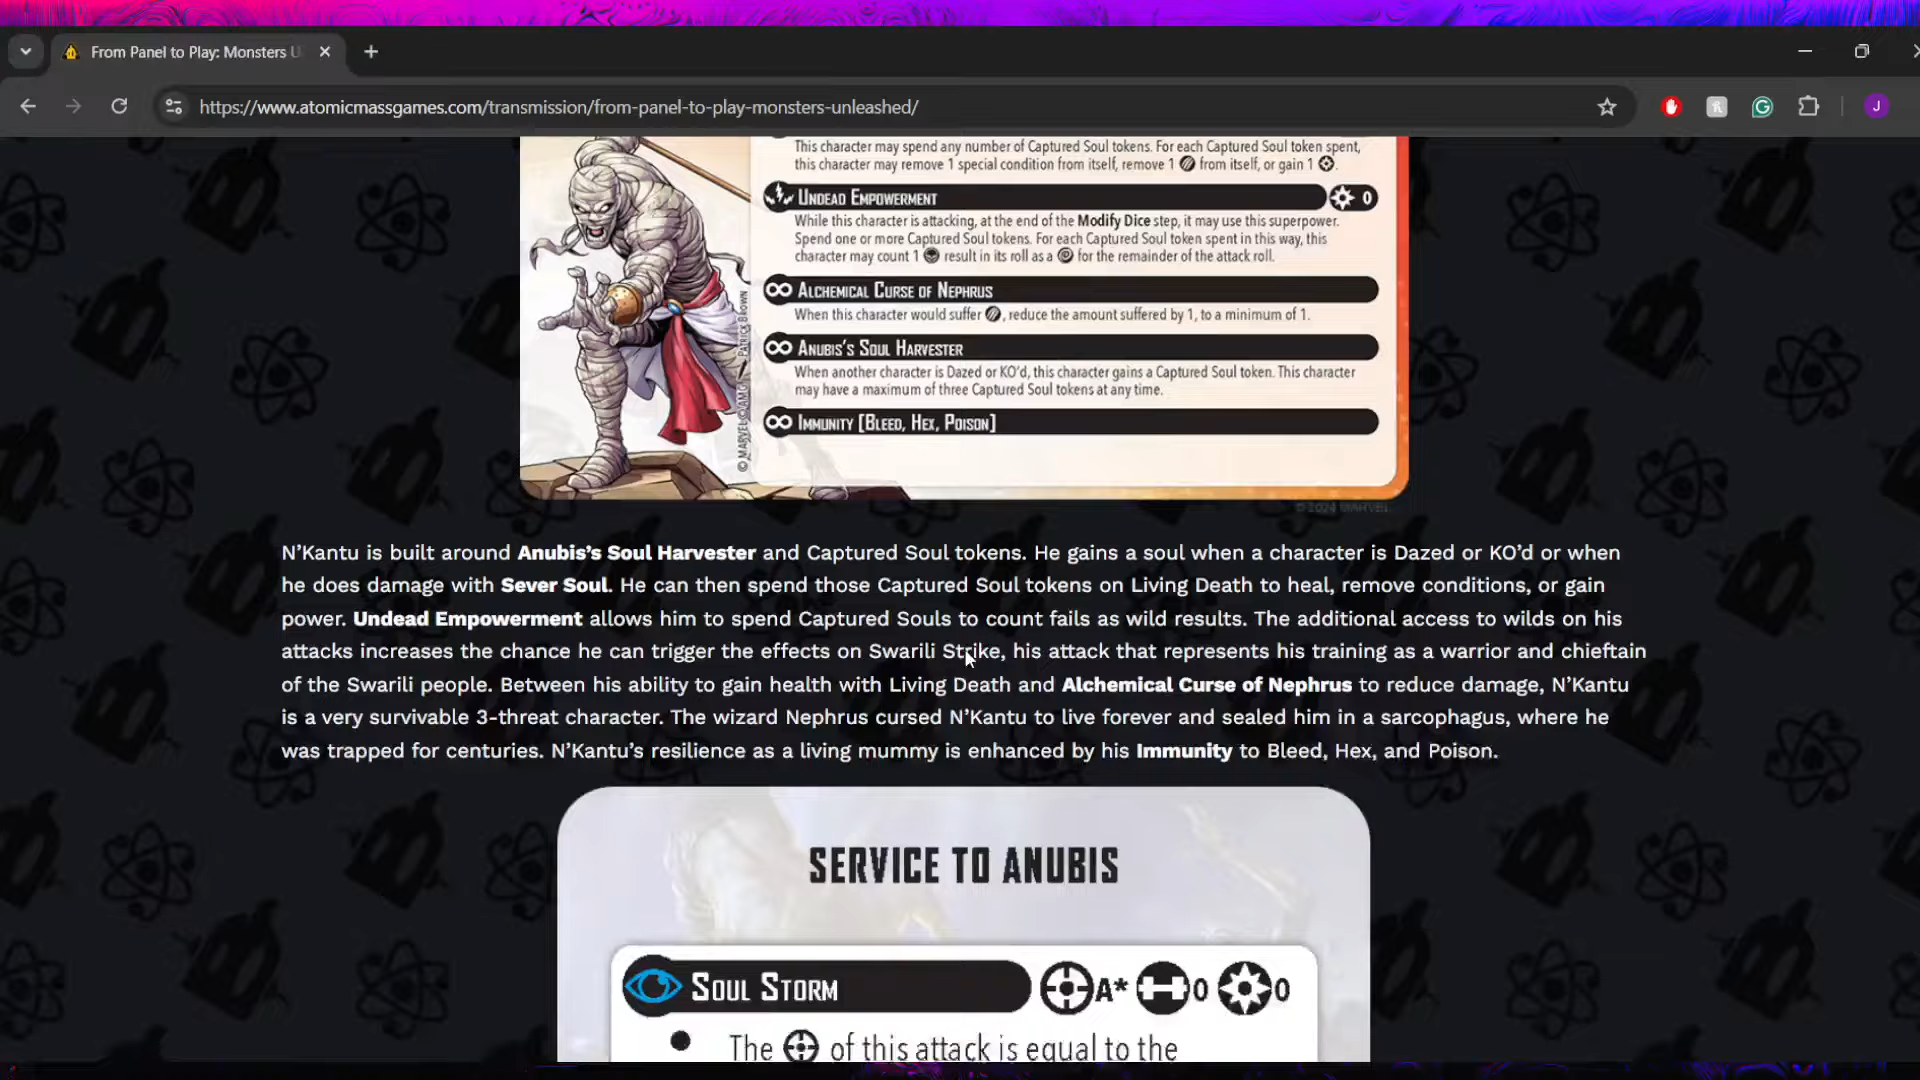 From Panel to Play: Monsters U
https://www.atomicmassgames.com/transmission/from-panel-to-play-monsters-unleashed/
J
This character may spend any number of Captured Soul tokens. For each Captured Soul token spent,
this character may remove 1 special condition from itself, remove 1 from itself, or gain 1 .
UNDEAD EMPOWERMENT 0
While this character is attacking, at the end of the Modify Dice step, it may use this superpower.
Spend one or more Captured Soul tokens. For each Captured Soul token spent in this way, this
character may count 1 result in its roll as a for the remainder of the attack roll.
ALCHEMICAL CURSE OF NEPHRUS
When this character would suffer , reduce the amount suffered by 1, to a minimum of 1.
ANUBIS'S SOUL HARVESTER
When another character is Dazed or KO'd, this character gains a Captured Soul token. This character
may have a maximum of three Captured Soul tokens at any time.
IMMUNITY [BLEED, HEX, POISON]
© MARVEL © AMG — PATRICK BROWN
© 2024 MARVEL
N'Kantu is built around Anubis's Soul Harvester and Captured Soul tokens. He gains a soul when a character is Dazed or KO'd or when
he does damage with Sever Soul. He can then spend those Captured Soul tokens on Living Death to heal, remove conditions, or gain
power. Undead Empowerment allows him to spend Captured Souls to count fails as wild results. The additional access to wilds on his
attacks increases the chance he can trigger the effects on Swarili Strike, his attack that represents his training as a warrior and chieftain
of the Swarili people. Between his ability to gain health with Living Death and Alchemical Curse of Nephrus to reduce damage, N'Kantu
is a very survivable 3-threat character. The wizard Nephrus cursed N'Kantu to live forever and sealed him in a sarcophagus, where he
was trapped for centuries. N'Kantu's resilience as a living mummy is enhanced by his Immunity to Bleed, Hex, and Poison.
SERVICE TO ANUBIS
SOUL STORM A* 0 0
The of this attack is equal to the